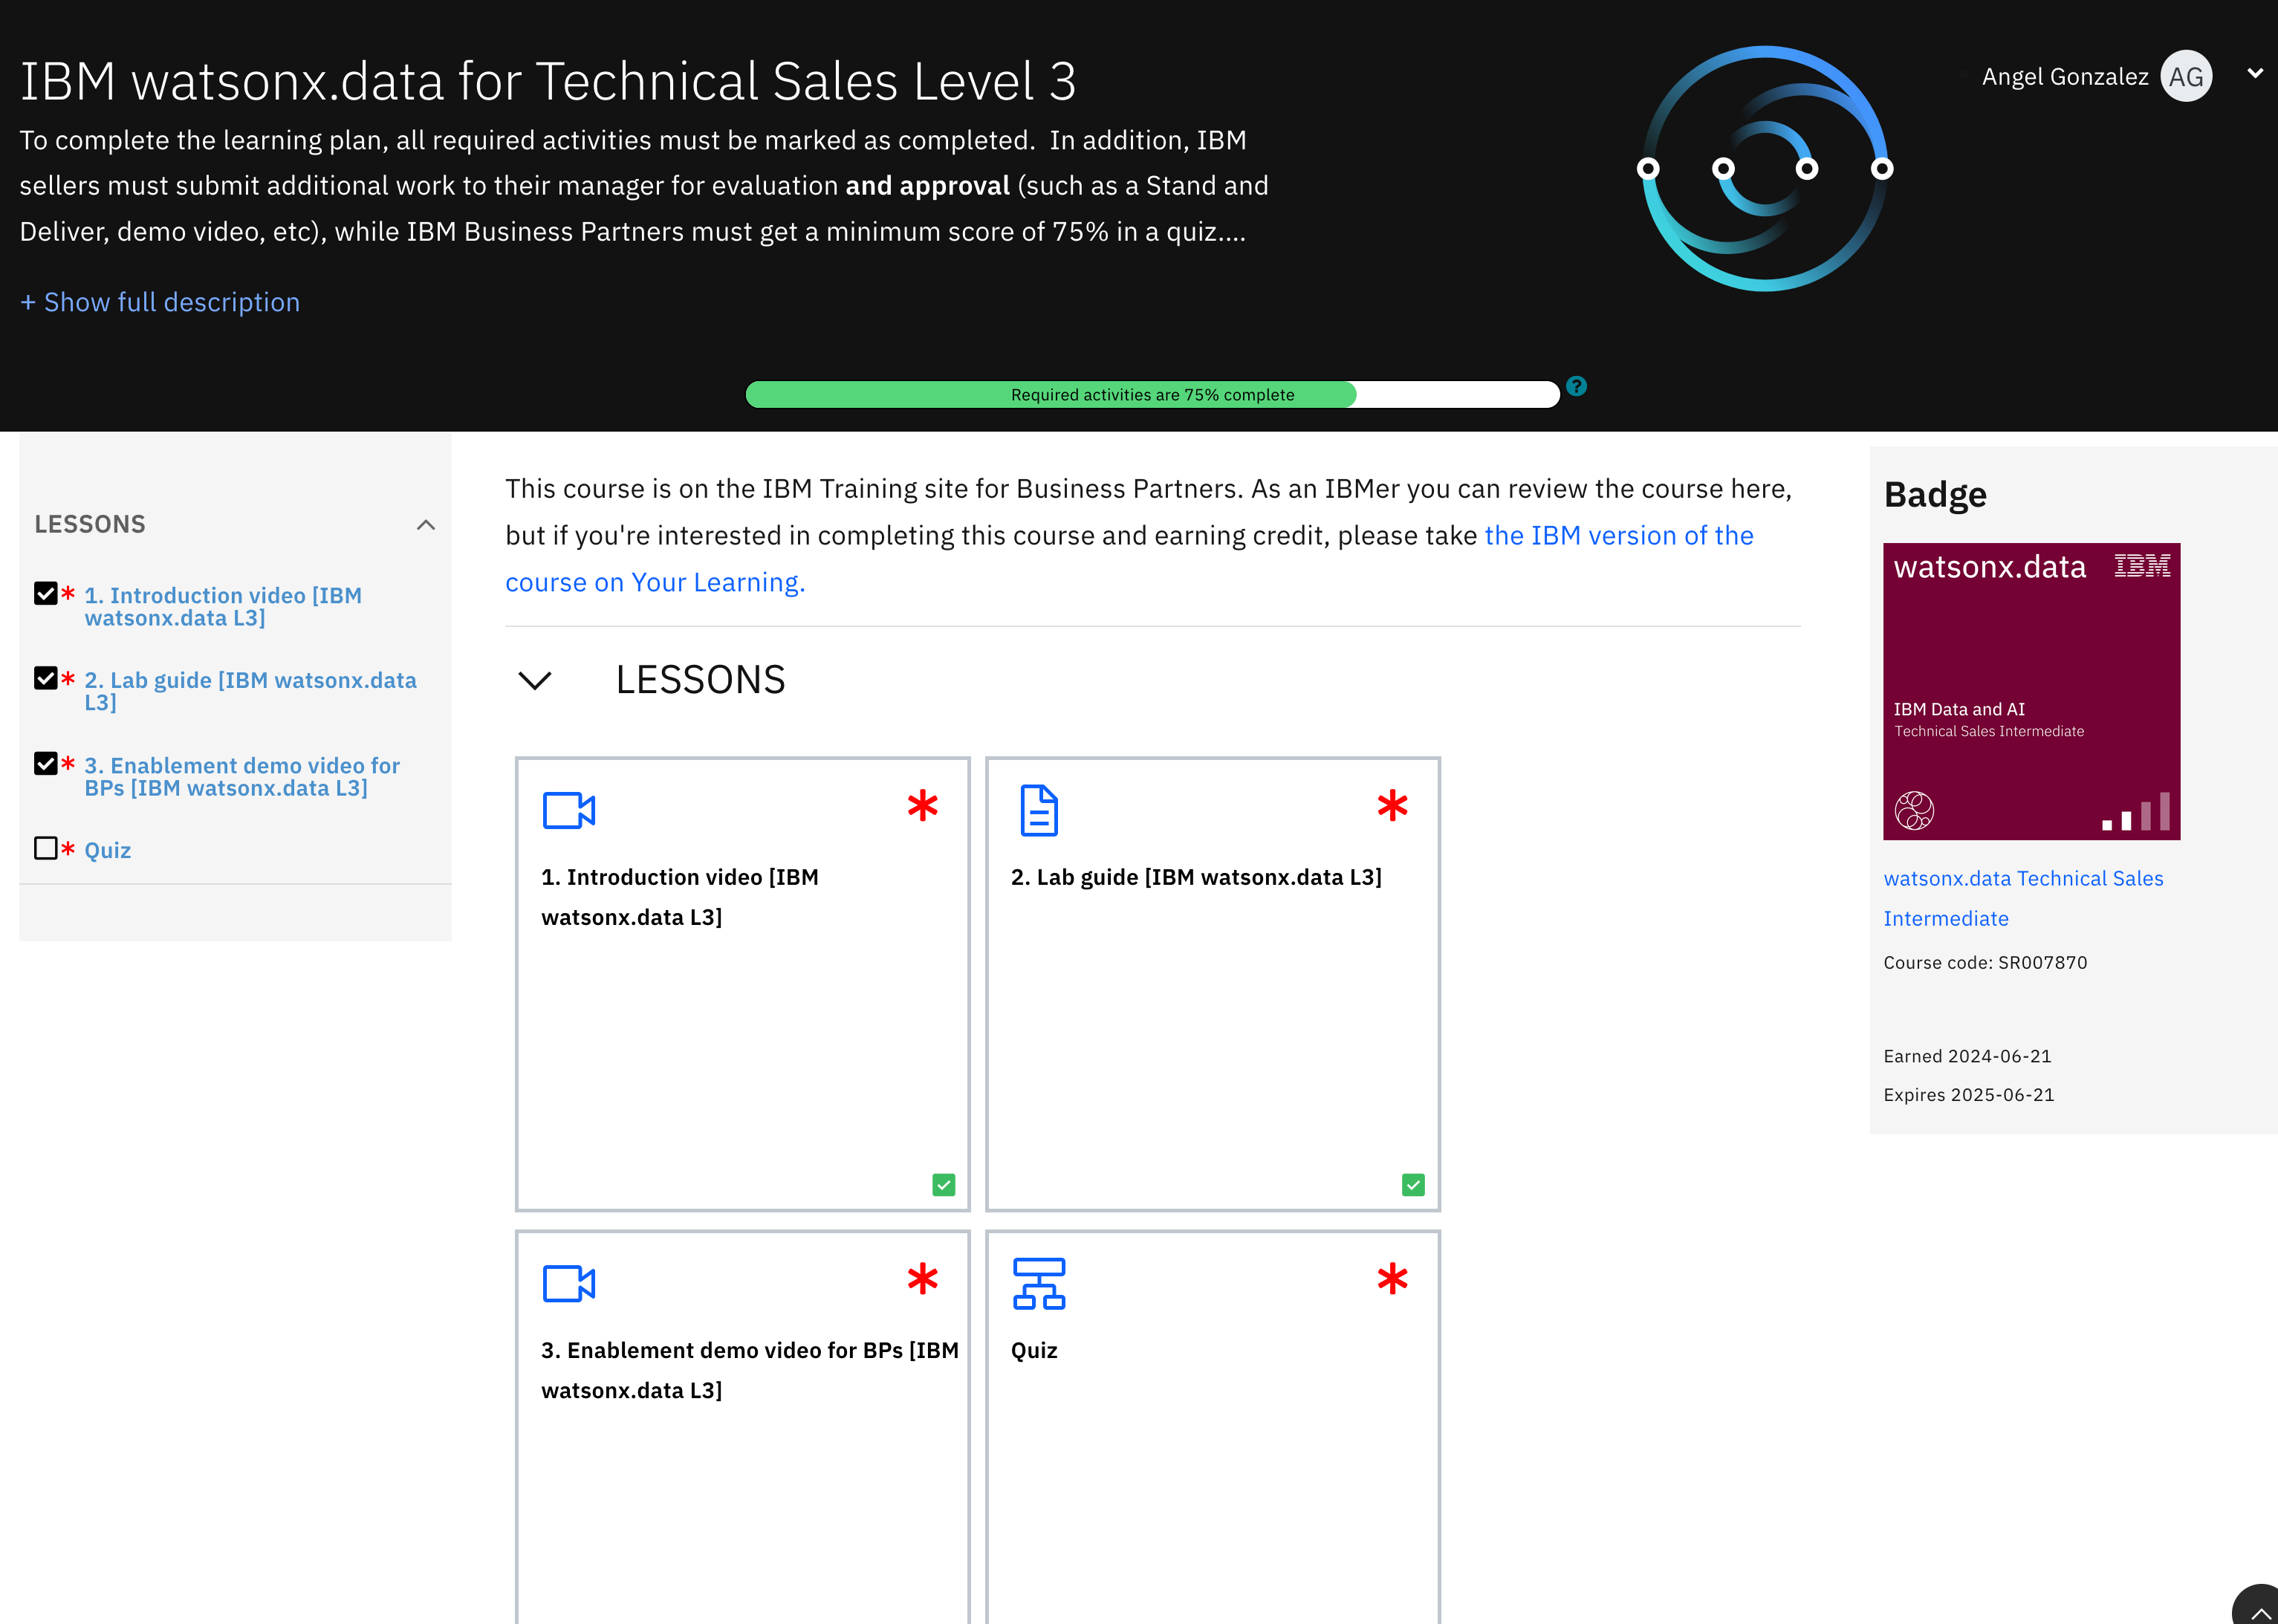 IBM watsonx.data for Technical Sales Level 3
To complete the learning plan, all required activities must be marked as completed.  In addition, IBM
sellers must submit additional work to their manager for evaluation and approval (such as a Stand and
Deliver, demo video, etc), while IBM Business Partners must get a minimum score of 75% in a quiz....
+ Show full description
Angel Gonzalez AG
Required activities are 75% complete
?
LESSONS
* 1. Introduction video [IBM
watsonx.data L3]
* 2. Lab guide [IBM watsonx.data
L3]
* 3. Enablement demo video for
BPs [IBM watsonx.data L3]
* Quiz
This course is on the IBM Training site for Business Partners. As an IBMer you can review the course here,
but if you're interested in completing this course and earning credit, please take the IBM version of the
course on Your Learning.
LESSONS
*
1. Introduction video [IBM
watsonx.data L3]
*
2. Lab guide [IBM watsonx.data L3]
*
3. Enablement demo video for BPs [IBM
watsonx.data L3]
*
Quiz
Badge
watsonx.data IBM
IBM Data and AI
Technical Sales Intermediate
watsonx.data Technical Sales
Intermediate
Course code: SR007870
Earned 2024-06-21
Expires 2025-06-21